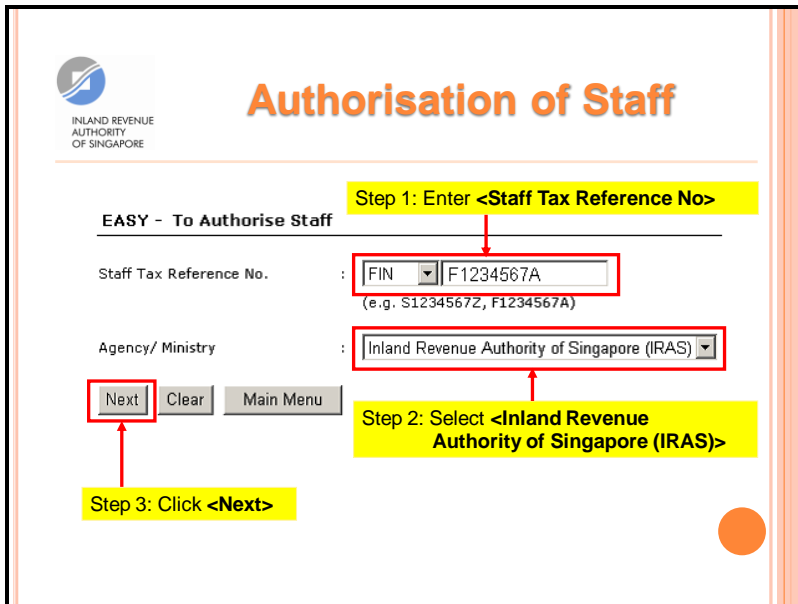 INLAND REVENUE
AUTHORITY
OF SINGAPORE
Authorisation of Staff
Step 1: Enter <Staff Tax Reference No>
EASY - To Authorise Staff
Staff Tax Reference No. : FIN F1234567A
(e.g. S1234567Z, F1234567A)
Agency/ Ministry : Inland Revenue Authority of Singapore (IRAS)
Next Clear Main Menu
Step 2: Select <Inland Revenue
Authority of Singapore (IRAS)>
Step 3: Click <Next>